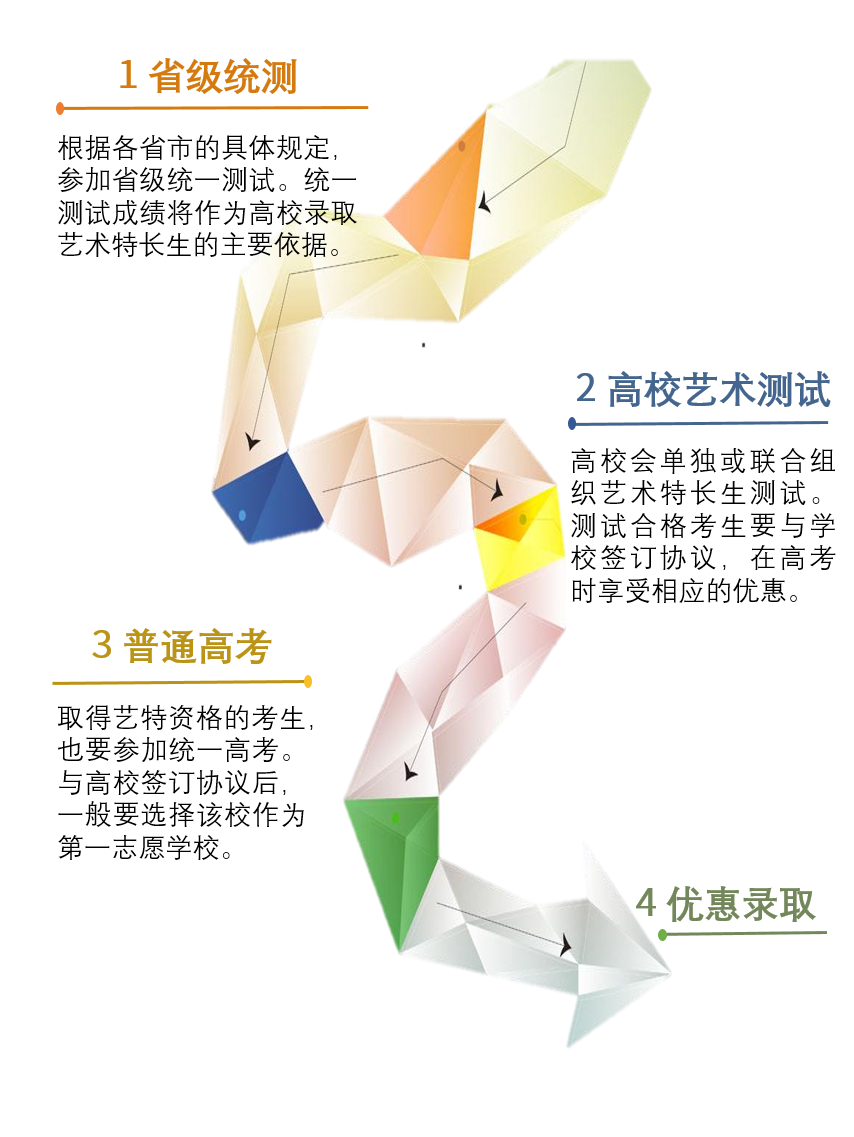 1 省级统测
根据各省市的具体规定，
参加省级统一测试。统一
测试成绩将作为高校录取
艺术特长生的主要依据。
2 高校艺术测试
高校会单独或联合组
织艺术特长生测试。
测试合格考生要与学
校签订协议，在高考
时享受相应的优惠。
3 普通高考
取得艺特资格的考生，
也要参加统一高考。
与高校签订协议后，
一般要选择该校作为
第一志愿学校。
4 优惠录取